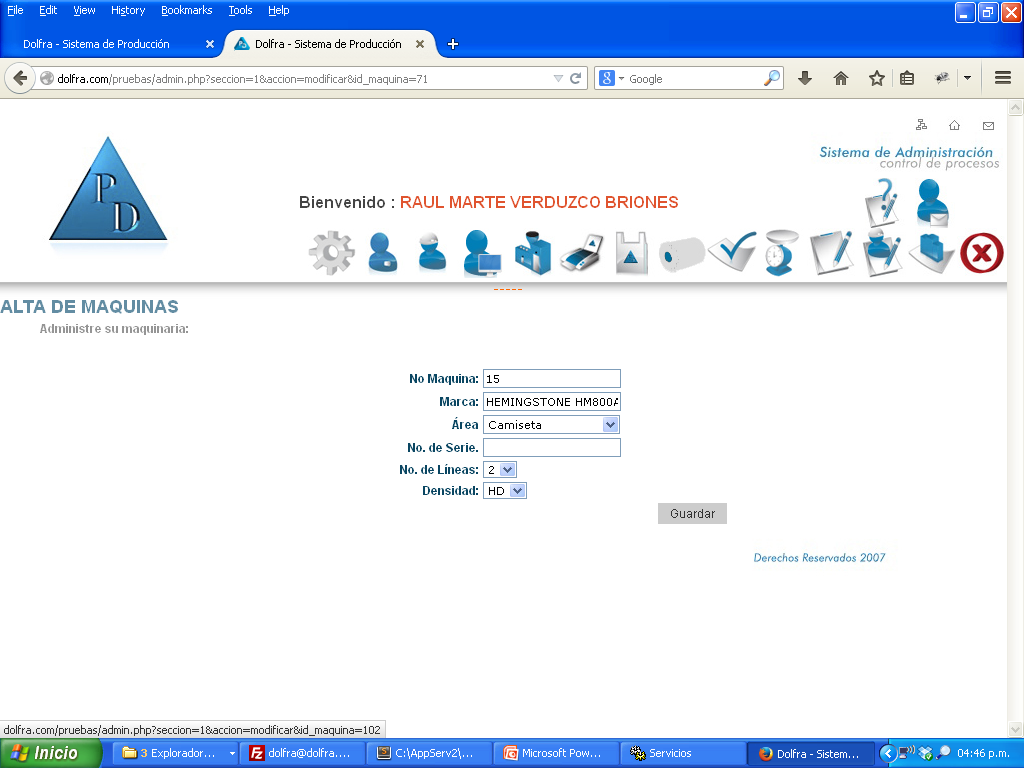 File Edit View History Bookmarks Tools Help
Dolfra - Sistema de Producción
Dolfra - Sistema de Producción
dolfra.com/pruebas/admin.php?seccion=1&accion=modificar&id_maquina=71
8 Google
Sistema de Administración
control de procesos
PD
Bienvenido : RAUL MARTE VERDUZCO BRIONES
-----
ALTA DE MAQUINAS
Administre su maquinaria:
No Maquina: 15
Marca: HEMINGSTONE HM800A
Área Camiseta
No. de Serie.
No. de Líneas: 2
Densidad: HD
Guardar
Derechos Reservados 2007
dolfra.com/pruebas/admin.php?seccion=1&accion=modificar&id_maquina=102
Inicio 3 Explorador... dolfra@dolfra.... C:\AppServ2\... Microsoft Pow... Servicios Dolfra - Sistem... 04:46 p.m.